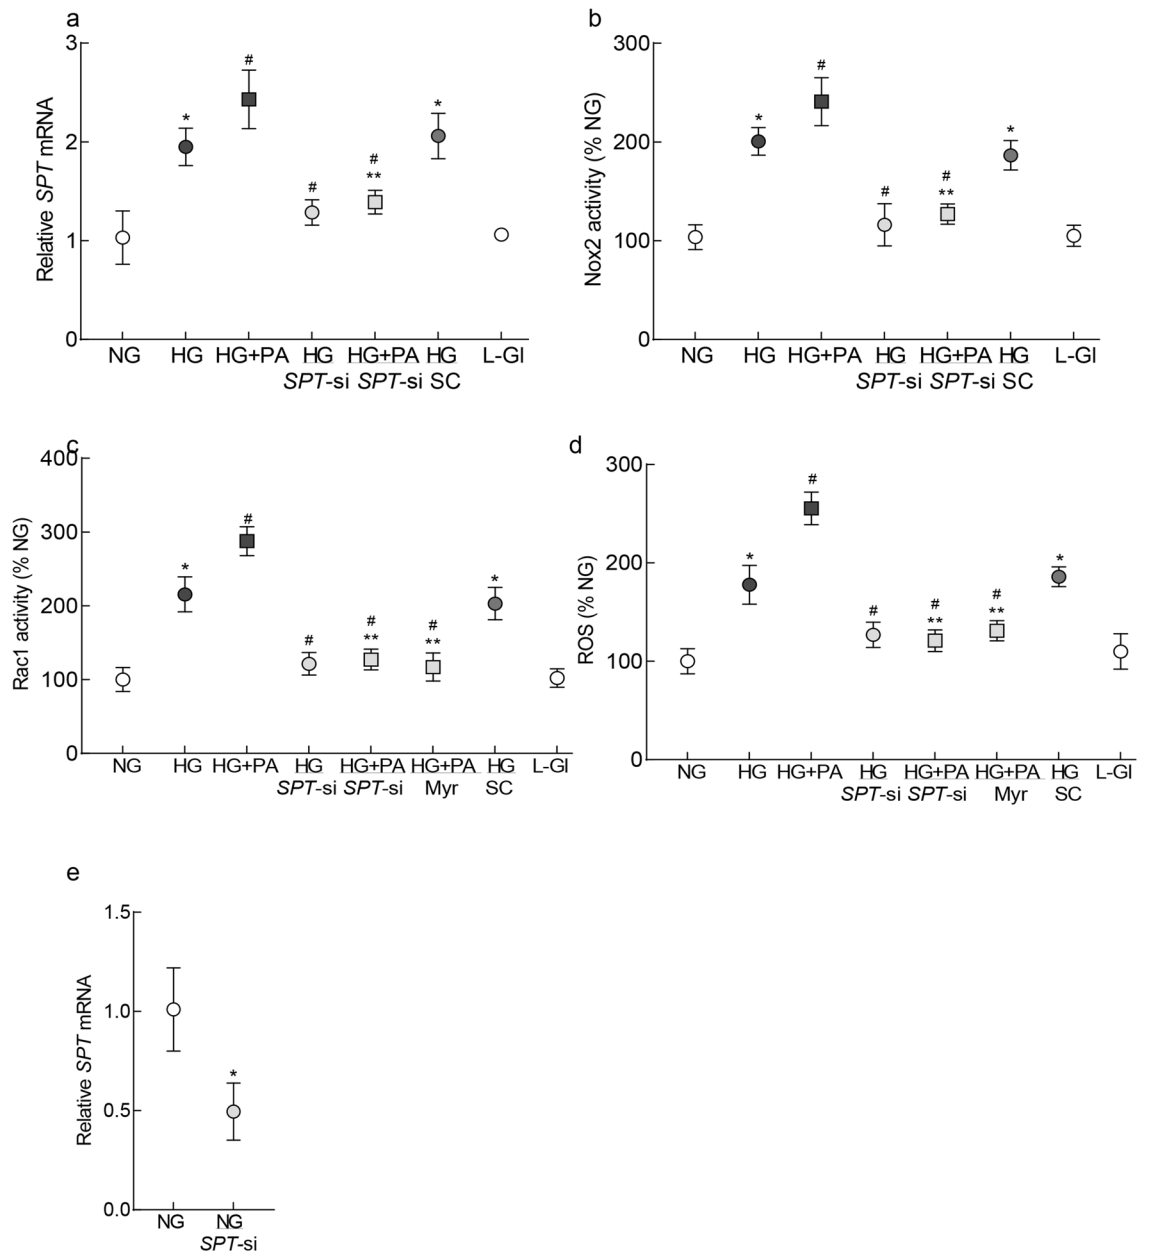 a
3
2
1
0
Relative SPT mRNA
#
*
#
#
**
*
NG HG HG+PA HG HG+PA HG L-Gl
SPT-si SPT-si SC
b
300
200
100
0
Nox2 activity (% NG)
#
*
#
#
**
*
NG HG HG+PA HG HG+PA HG L-Gl
SPT-si SPT-si SC
c
400
300
200
100
0
Rac1 activity (% NG)
#
*
#
#
**
#
**
*
NG HG HG+PA HG HG+PA HG+PA HG L-Gl
SPT-si SPT-si Myr SC
d
300
200
100
0
ROS (% NG)
#
*
#
#
**
#
**
*
NG HG HG+PA HG HG+PA HG+PA HG L-Gl
SPT-si SPT-si Myr SC
e
1.5
1.0
0.5
0.0
Relative SPT mRNA
*
NG NG
SPT-si